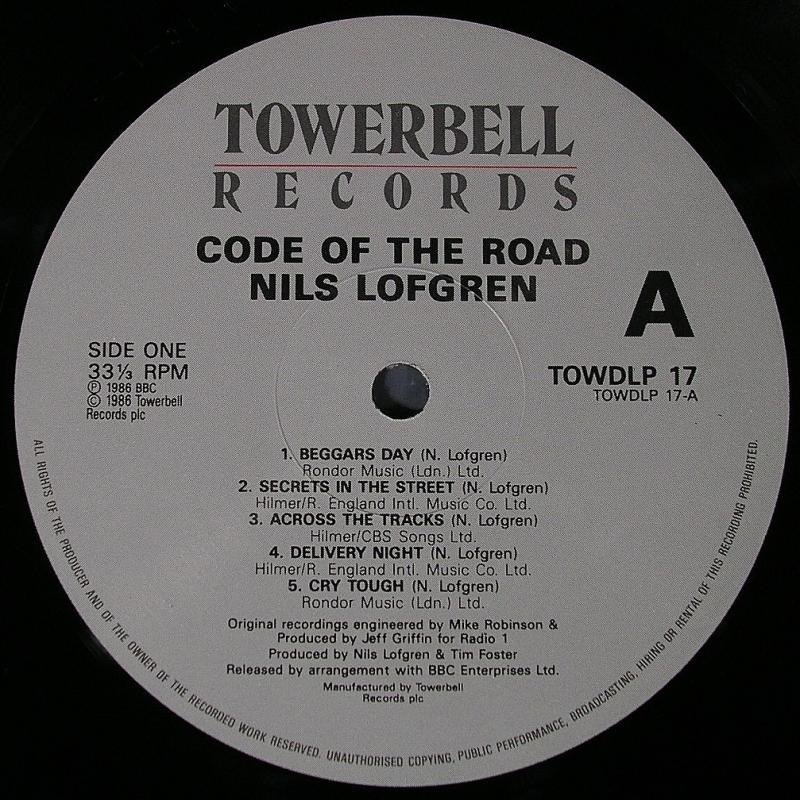 TOWERBELL
RECORDS
CODE OF THE ROAD
NILS LOFGREN
A
SIDE ONE
33⅓ RPM
Ⓟ 1986 BBC
© 1986 Towerbell
Records plc
TOWDLP 17
TOWDLP 17-A
1. BEGGARS DAY (N. Lofgren)
Rondor Music (Ldn.) Ltd.
2. SECRETS IN THE STREET (N. Lofgren)
Hilmer/R. England Intl. Music Co. Ltd.
3. ACROSS THE TRACKS (N. Lofgren)
Hilmer/CBS Songs Ltd.
4. DELIVERY NIGHT (N. Lofgren)
Hilmer/R. England Intl. Music Co. Ltd.
5. CRY TOUGH (N. Lofgren)
Rondor Music (Ldn.) Ltd.
Original recordings engineered by Mike Robinson &
Produced by Jeff Griffin for Radio 1
Produced by Nils Lofgren & Tim Foster
Released by arrangement with BBC Enterprises Ltd.
Manufactured by Towerbell
Records plc
ALL RIGHTS OF THE PRODUCER AND OF THE OWNER OF THE RECORDED WORK RESERVED. UNAUTHORISED COPYING, PUBLIC PERFORMANCE, BROADCASTING, HIRING OR RENTAL OF THIS RECORDING PROHIBITED.